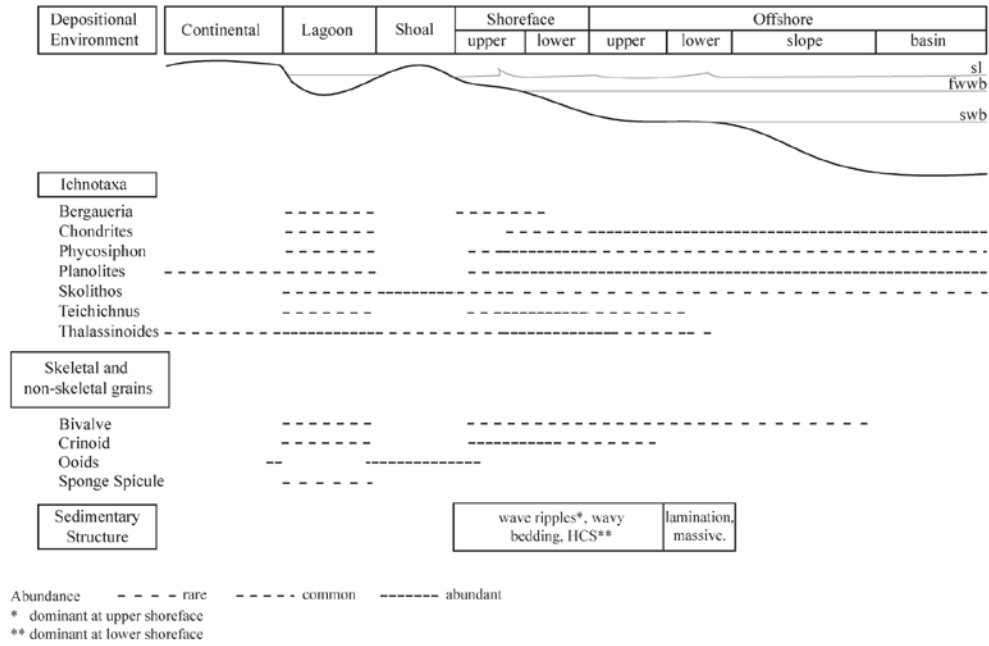 Depositional Environment
Continental
Lagoon
Shoal
Shoreface
upper
lower
Offshore
upper
lower
slope
basin
sl
fwwb
swb
Ichnotaxa
Bergaueria
Chondrites
Phycosiphon
Planolites
Skolithos
Teichichnus
Thalassinoides
Skeletal and
non-skeletal grains
Bivalve
Crinoid
Ooids
Sponge Spicule
Sedimentary
Structure
wave ripples*, wavy
bedding, HCS**
lamination,
massive.
Abundance rare common abundant
* dominant at upper shoreface
** dominant at lower shoreface